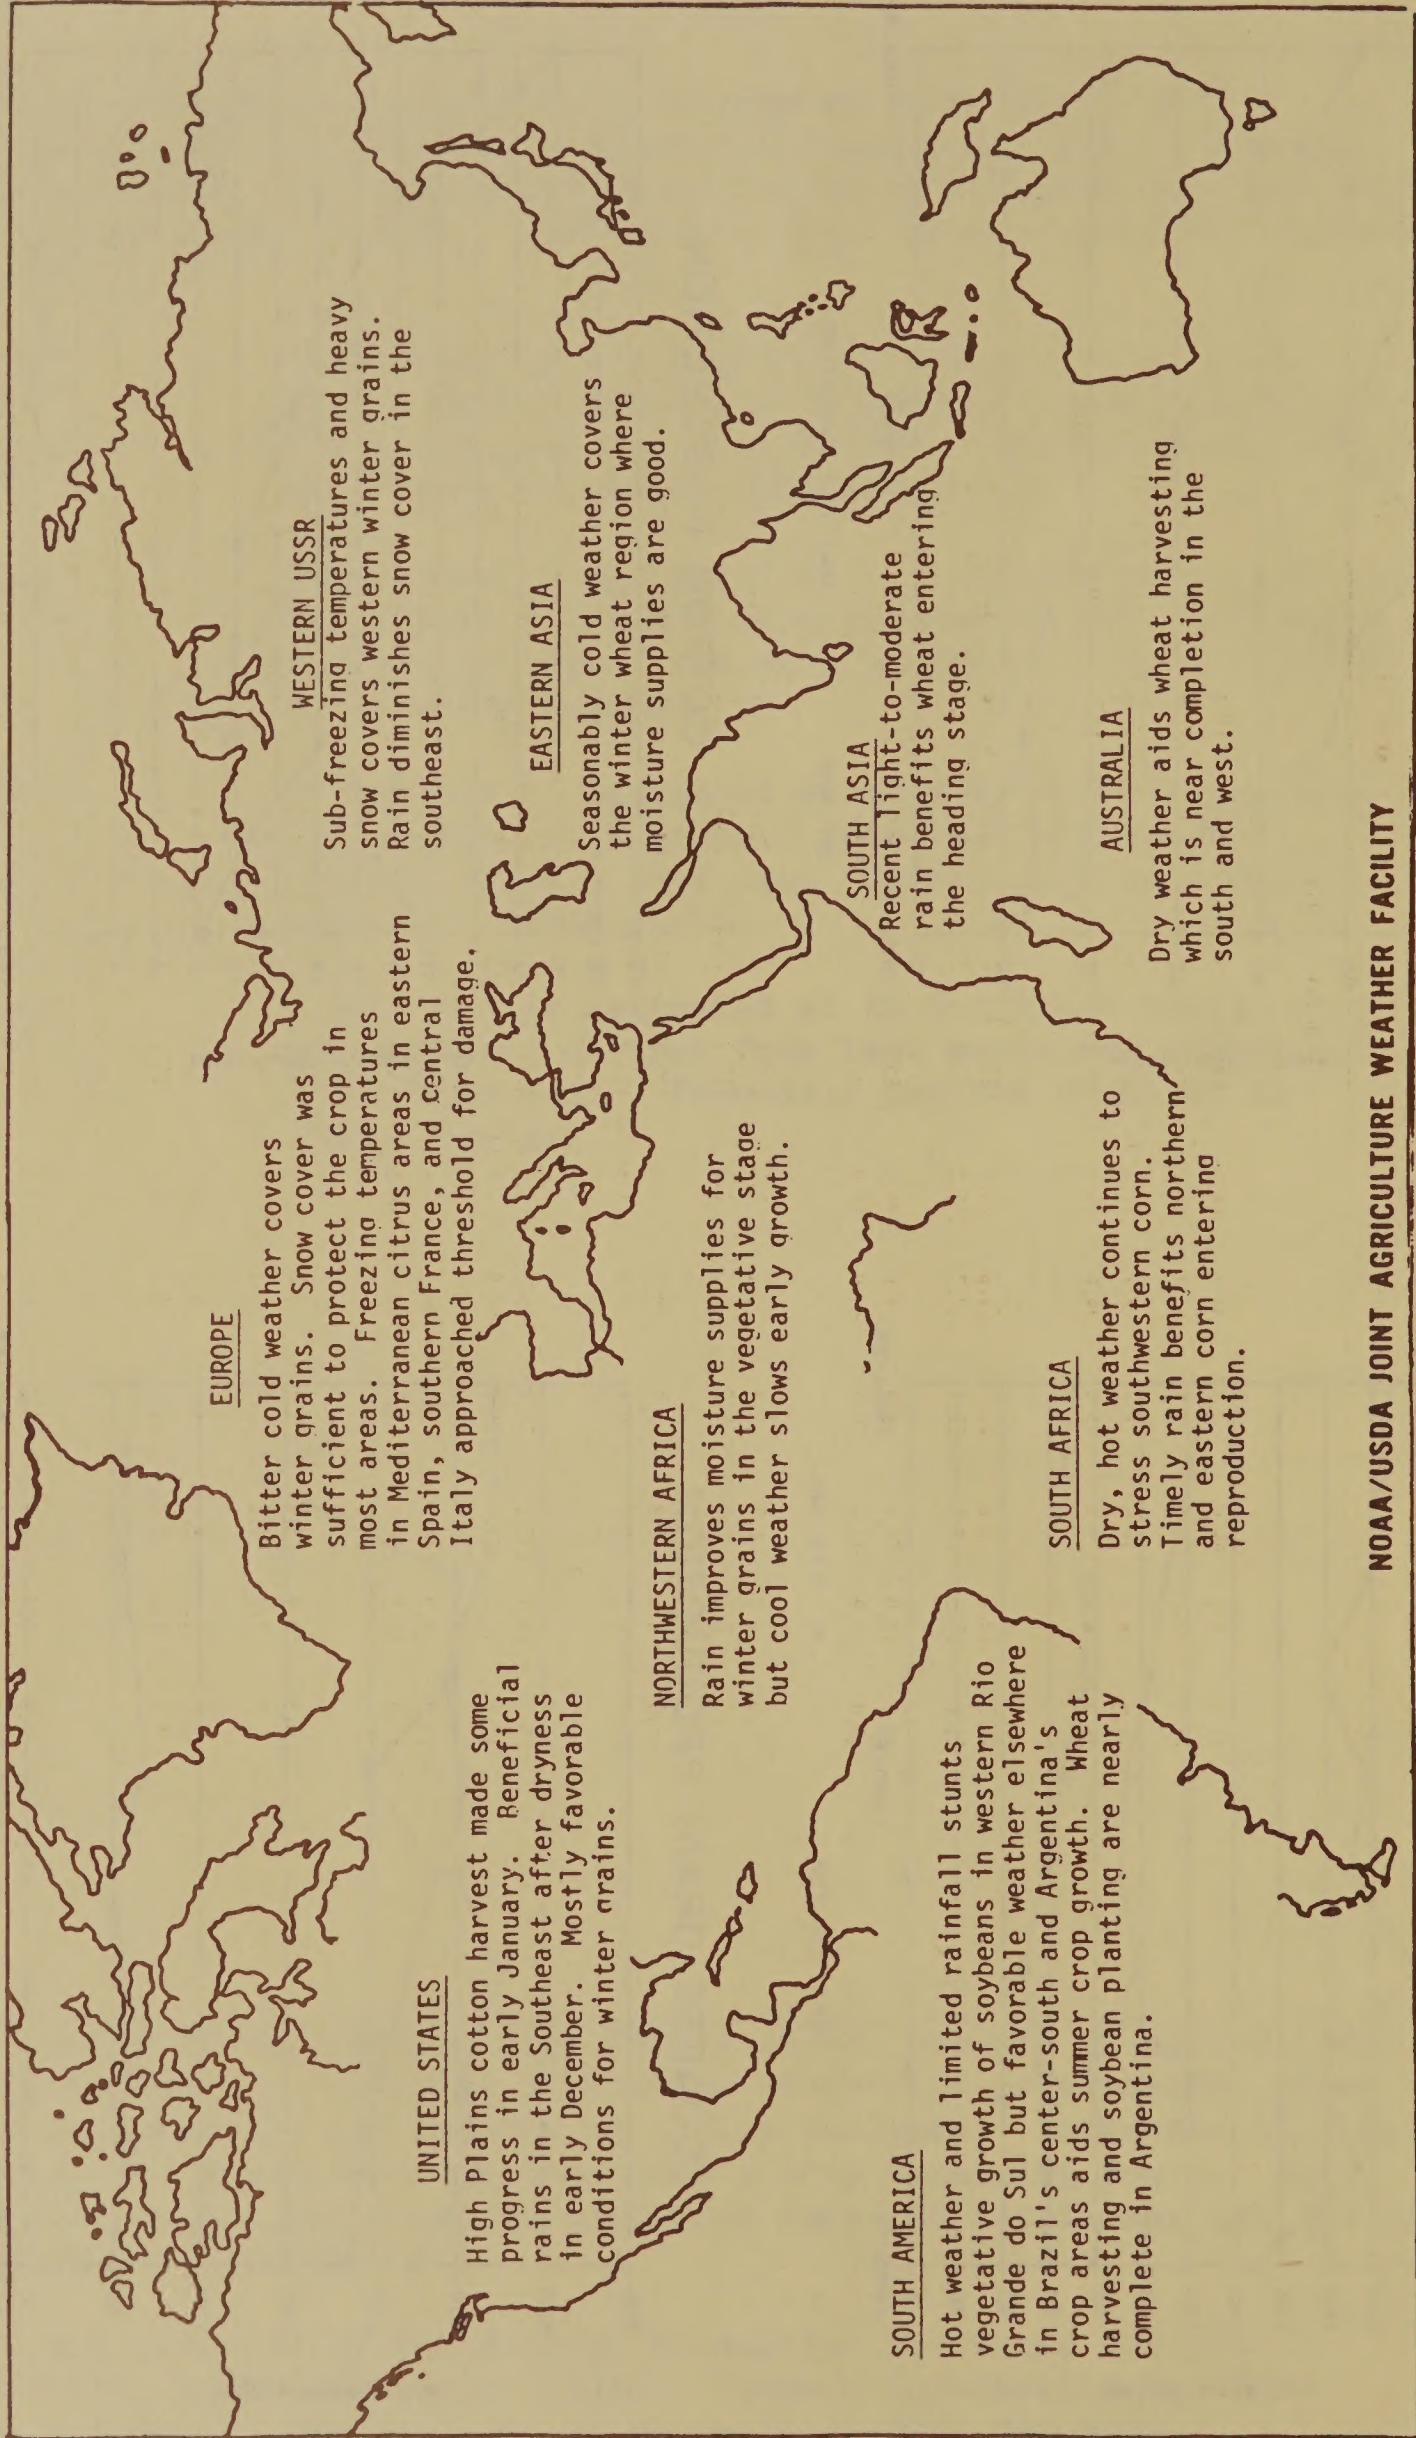 UNITED STATES
High Plains cotton harvest made some
progress in early January. Beneficial
rains in the Southeast after dryness
in early December. Mostly favorable
conditions for winter grains.
SOUTH AMERICA
Hot weather and limited rainfall stunts
vegetative growth of soybeans in western Rio
Grande do Sul but favorable weather elsewhere
in Brazil's center-south and Argentina's
crop areas aids summer crop growth. Wheat
harvesting and soybean planting are nearly
complete in Argentina.
EUROPE
Bitter cold weather covers
winter grains. Snow cover was
sufficient to protect the crop in
most areas. Freezing temperatures
in Mediterranean citrus areas in eastern
Spain, southern France, and central
Italy approached threshold for damage.
NORTHWESTERN AFRICA
Rain improves moisture supplies for
winter grains in the vegetative stage
but cool weather slows early growth.
SOUTH AFRICA
Dry, hot weather continues to
stress southwestern corn.
Timely rain benefits northern
and eastern corn entering
reproduction.
WESTERN USSR
Sub-freezing temperatures and heavy
snow covers western winter grains.
Rain diminishes snow cover in the
southeast.
EASTERN ASIA
Seasonably cold weather covers
the winter wheat region where
moisture supplies are good.
SOUTH ASIA
Recent light-to-moderate
rain benefits wheat entering
the heading stage.
AUSTRALIA
Dry weather aids wheat harvesting
which is near completion in the
south and west.
NOAA/USDA JOINT AGRICULTURE WEATHER FACILITY